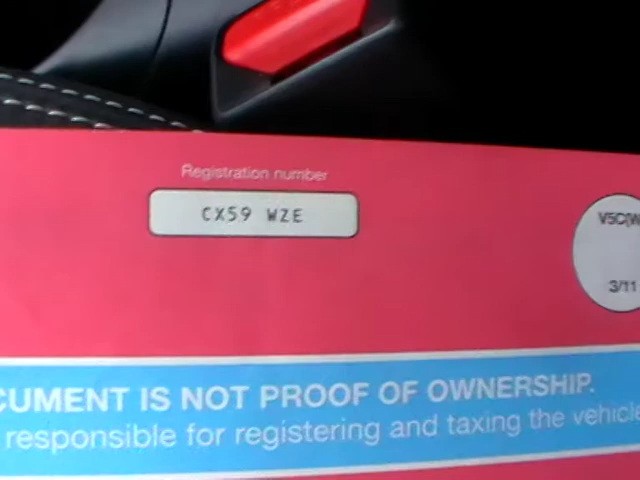 Registration number
CX59 WZE
V5C(W
3/11
CUMENT IS NOT PROOF OF OWNERSHIP.
responsible for registering and taxing the vehicle